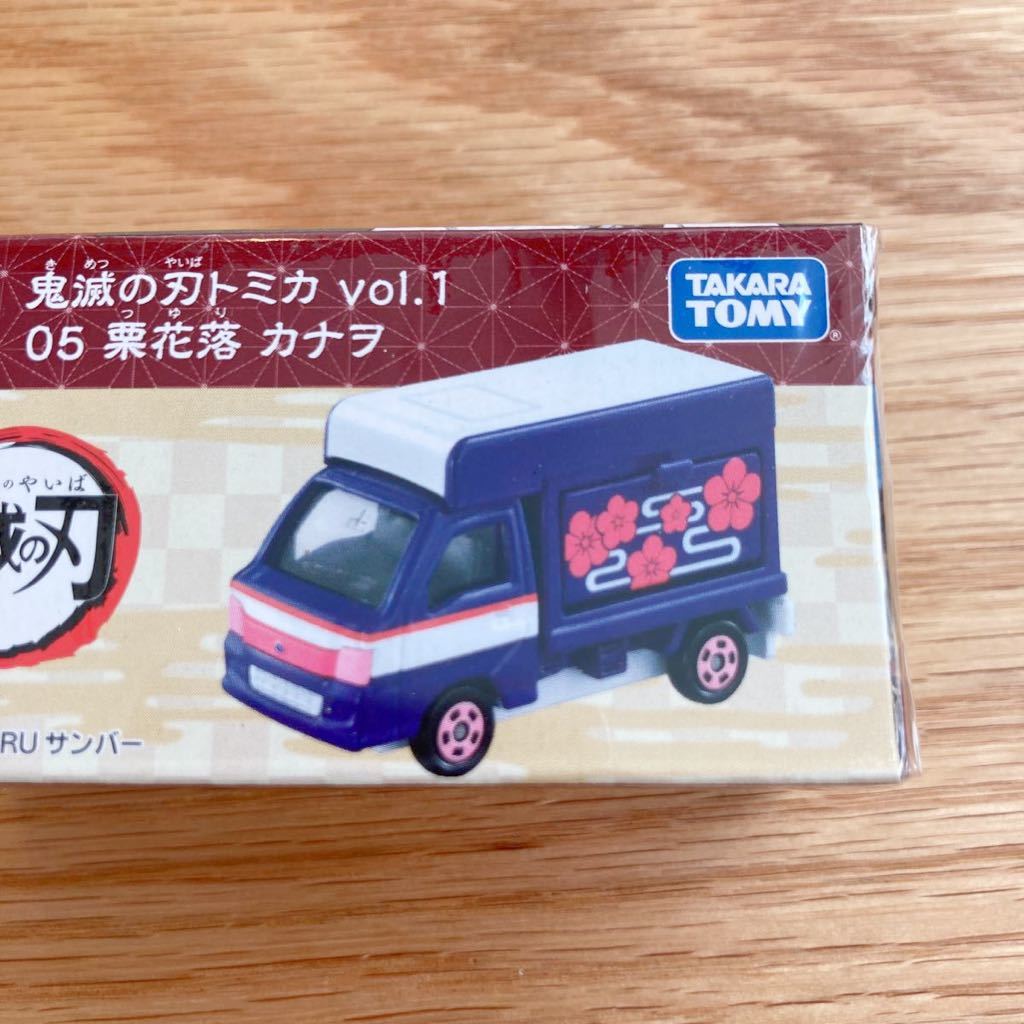 きめつ やいば
鬼滅の刃トミカ vol.1
つゆり
05 栗花落 カナヲ
TAKARA
TOMY
®
のやいば
滅の刃
RU サンバー